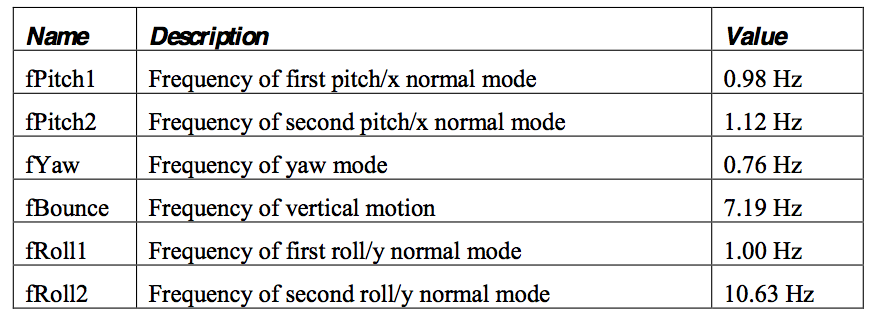 Name Description Value
fPitch1 Frequency of first pitch/x normal mode 0.98 Hz
fPitch2 Frequency of second pitch/x normal mode 1.12 Hz
fYaw Frequency of yaw mode 0.76 Hz
fBounce Frequency of vertical motion 7.19 Hz
fRoll1 Frequency of first roll/y normal mode 1.00 Hz
fRoll2 Frequency of second roll/y normal mode 10.63 Hz